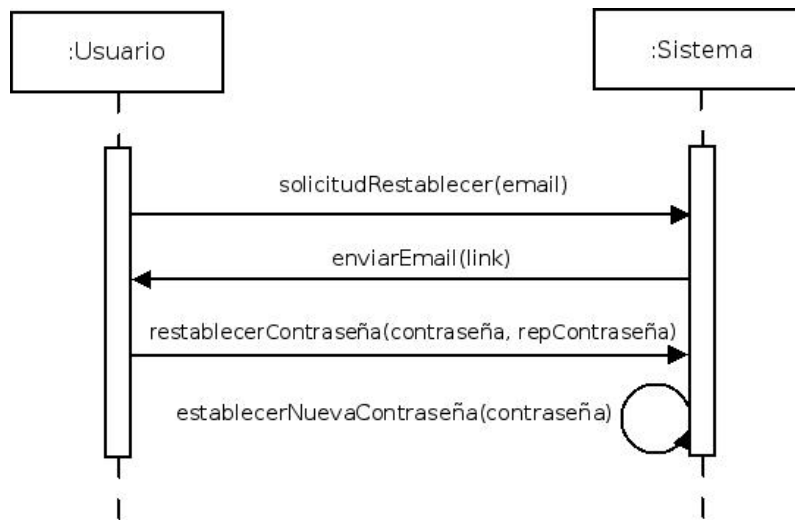 :Usuario
:Sistema
solicitudRestablecer(email)
enviarEmail(link)
restablecerContraseña(contraseña, repContraseña)
establecerNuevaContraseña(contraseña)